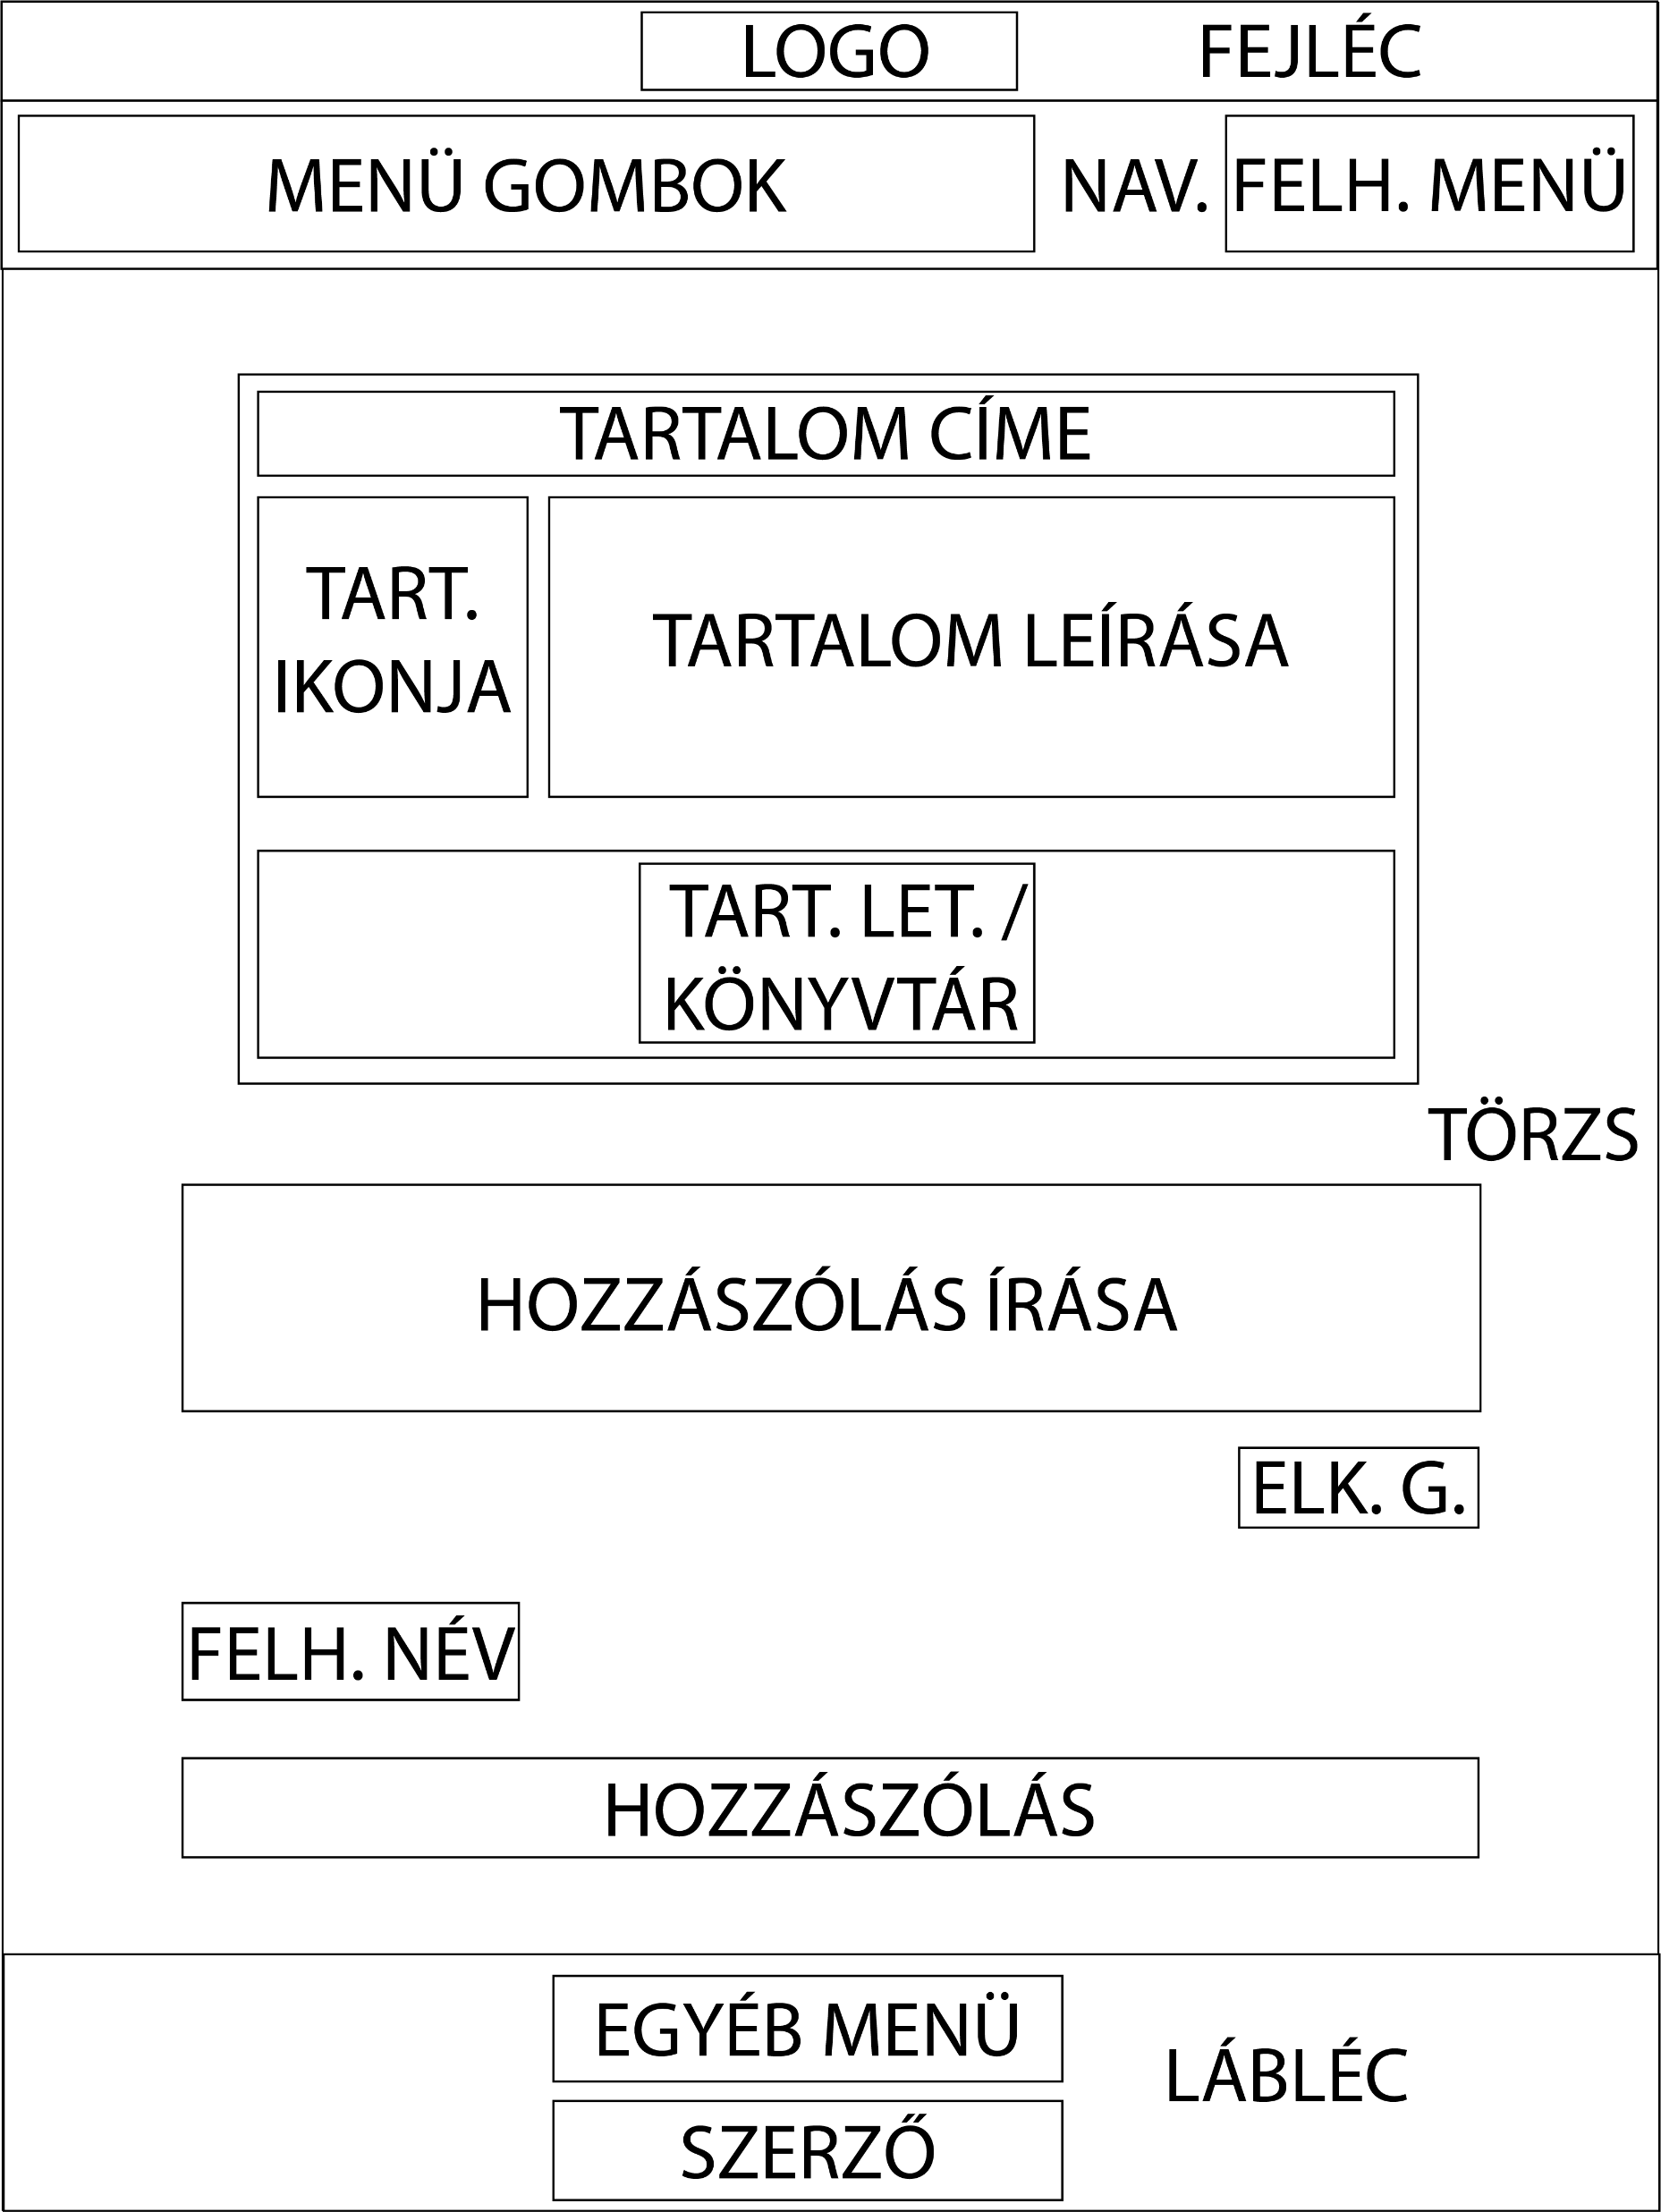 LOGO
FEJLÉC
MENÜ GOMBOK
NAV.
FELH. MENÜ
TARTALOM CÍME
TART.
IKONJA
TARTALOM LEÍRÁSA
TART. LET. /
KÖNYVTÁR
TÖRZS
HOZZÁSZÓLÁS ÍRÁSA
ELK. G.
FELH. NÉV
HOZZÁSZÓLÁS
EGYÉB MENÜ
LÁBLÉC
SZERZŐ